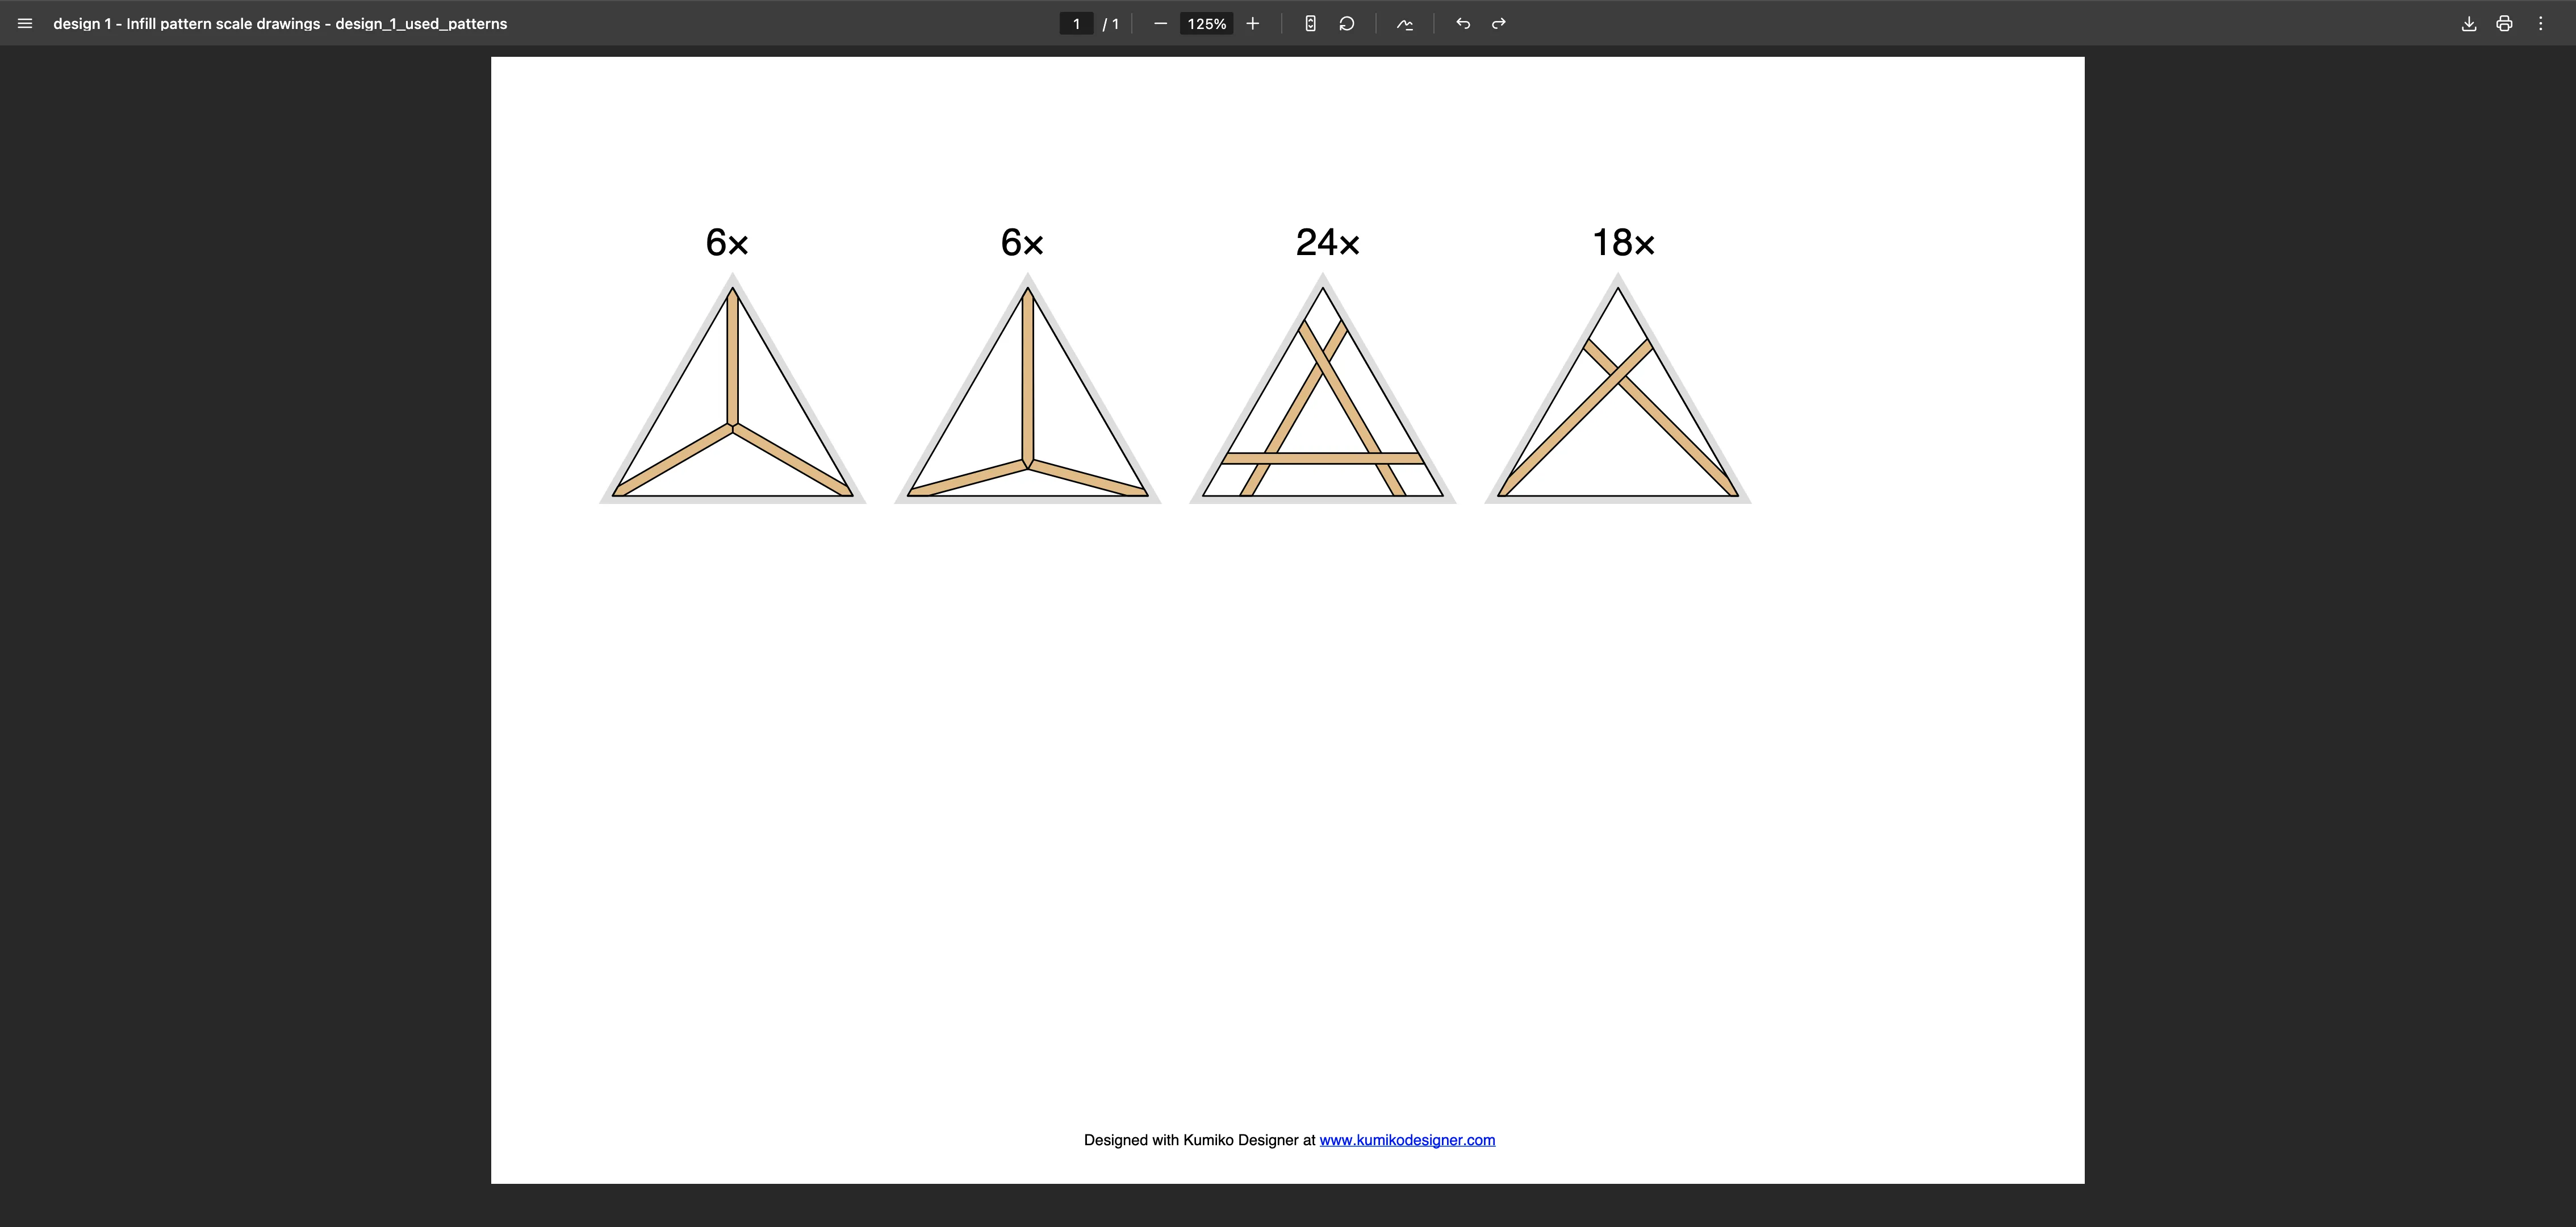 design 1 - Infill pattern scale drawings - design_1_used_patterns
1 / 1
125%
6×
6×
24×
18×
Designed with Kumiko Designer at www.kumikodesigner.com